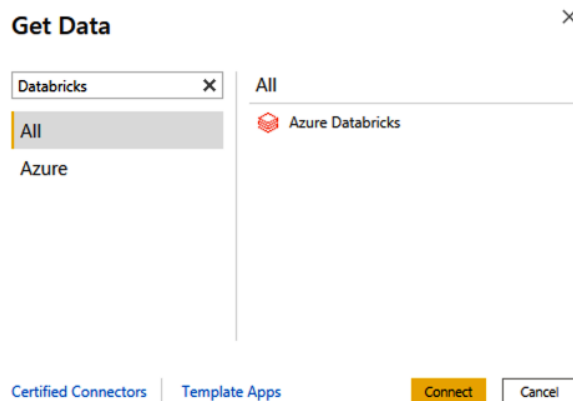 Get Data
Databricks
All
Azure
All
Azure Databricks
Certified Connectors
Template Apps
Connect
Cancel